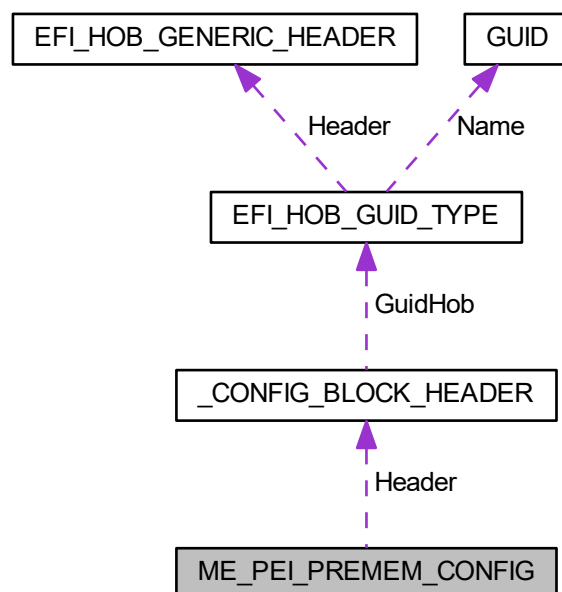 EFI_HOB_GENERIC_HEADER
GUID
Header
Name
EFI_HOB_GUID_TYPE
GuidHob
_CONFIG_BLOCK_HEADER
Header
ME_PEI_PREMEM_CONFIG